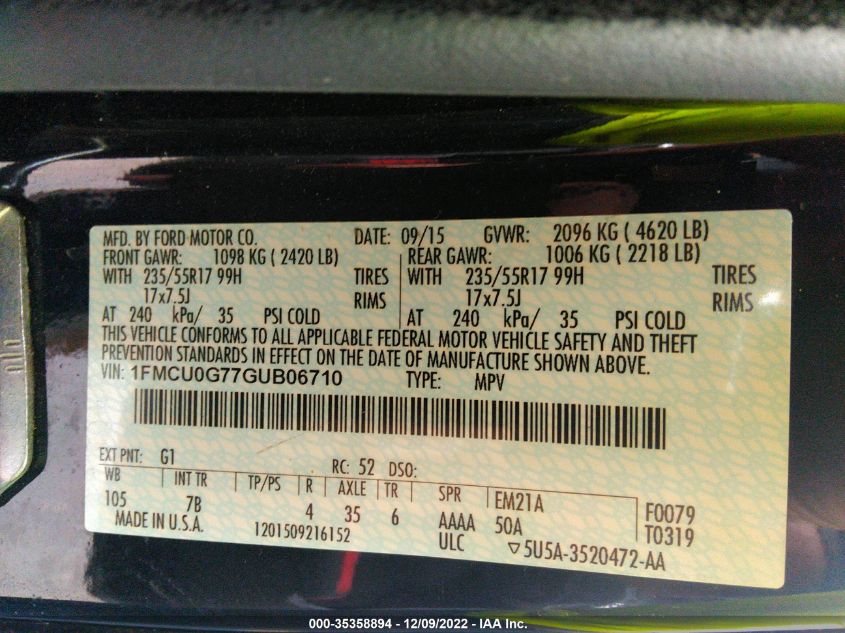 MFD. BY FORD MOTOR CO. DATE: 09/15 GVWR: 2096 KG ( 4620 LB)
FRONT GAWR: 1098 KG ( 2420 LB) REAR GAWR: 1006 KG ( 2218 LB)
WITH 235/55R17 99H TIRES WITH 235/55R17 99H TIRES
17x7.5J RIMS 17x7.5J RIMS
AT 240 kPa/ 35 PSI COLD AT 240 kPa/ 35 PSI COLD
THIS VEHICLE CONFORMS TO ALL APPLICABLE FEDERAL MOTOR VEHICLE SAFETY AND THEFT
PREVENTION STANDARDS IN EFFECT ON THE DATE OF MANUFACTURE SHOWN ABOVE.
VIN: 1FMCU0G77GUB06710 TYPE: MPV
EXT PNT: G1 RC: 52 DSO:
WB INT TR TP/PS R AXLE TR SPR EM21A F0079
105 7B 4 35 6 AAAA 50A T0319
MADE IN U.S.A. 1201509216152 ULC ▽5U5A-3520472-AA
000-35358894 - 12/09/2022 - IAA Inc.